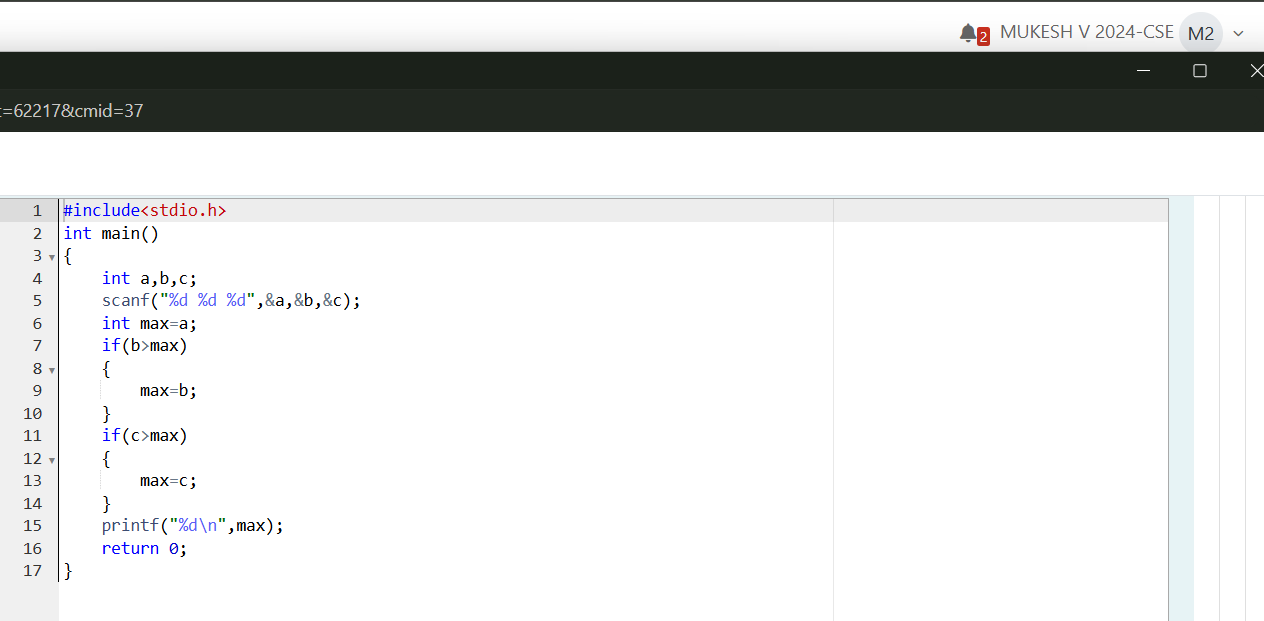 2 MUKESH V 2024-CSE M2
=62217&cmid=37
1 #include<stdio.h>
2 int main()
3 {
4     int a,b,c;
5     scanf("%d %d %d",&a,&b,&c);
6     int max=a;
7     if(b>max)
8     {
9         max=b;
10     }
11     if(c>max)
12     {
13         max=c;
14     }
15     printf("%d\n",max);
16     return 0;
17 }